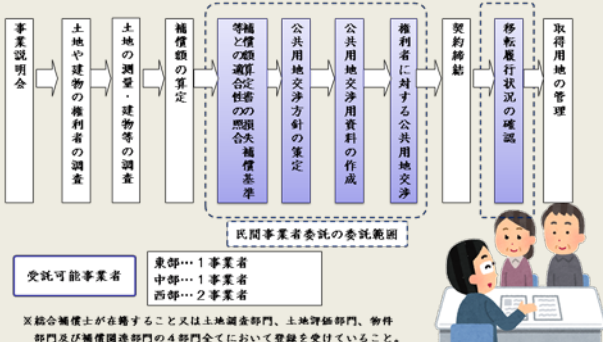 事業説明会
土地や建物の権利者の調査
土地の測量・建物等の調査
補償額の算定
補償額算定書の損失補償基準
等との適合性の照合
公共用地交渉方針の策定
公共用地交渉用資料の作成
権利者に対する公共用地交渉
契約締結
移転履行状況の確認
取得用地の管理
民間事業者委託の委託範囲
受託可能事業者
東部…1事業者
中部…1事業者
西部…2事業者
※総合補償士が在籍すること又は土地調査部門、土地評価部門、物件
部門及び補償関連部門の4部門全てにおいて登録を受けていること。